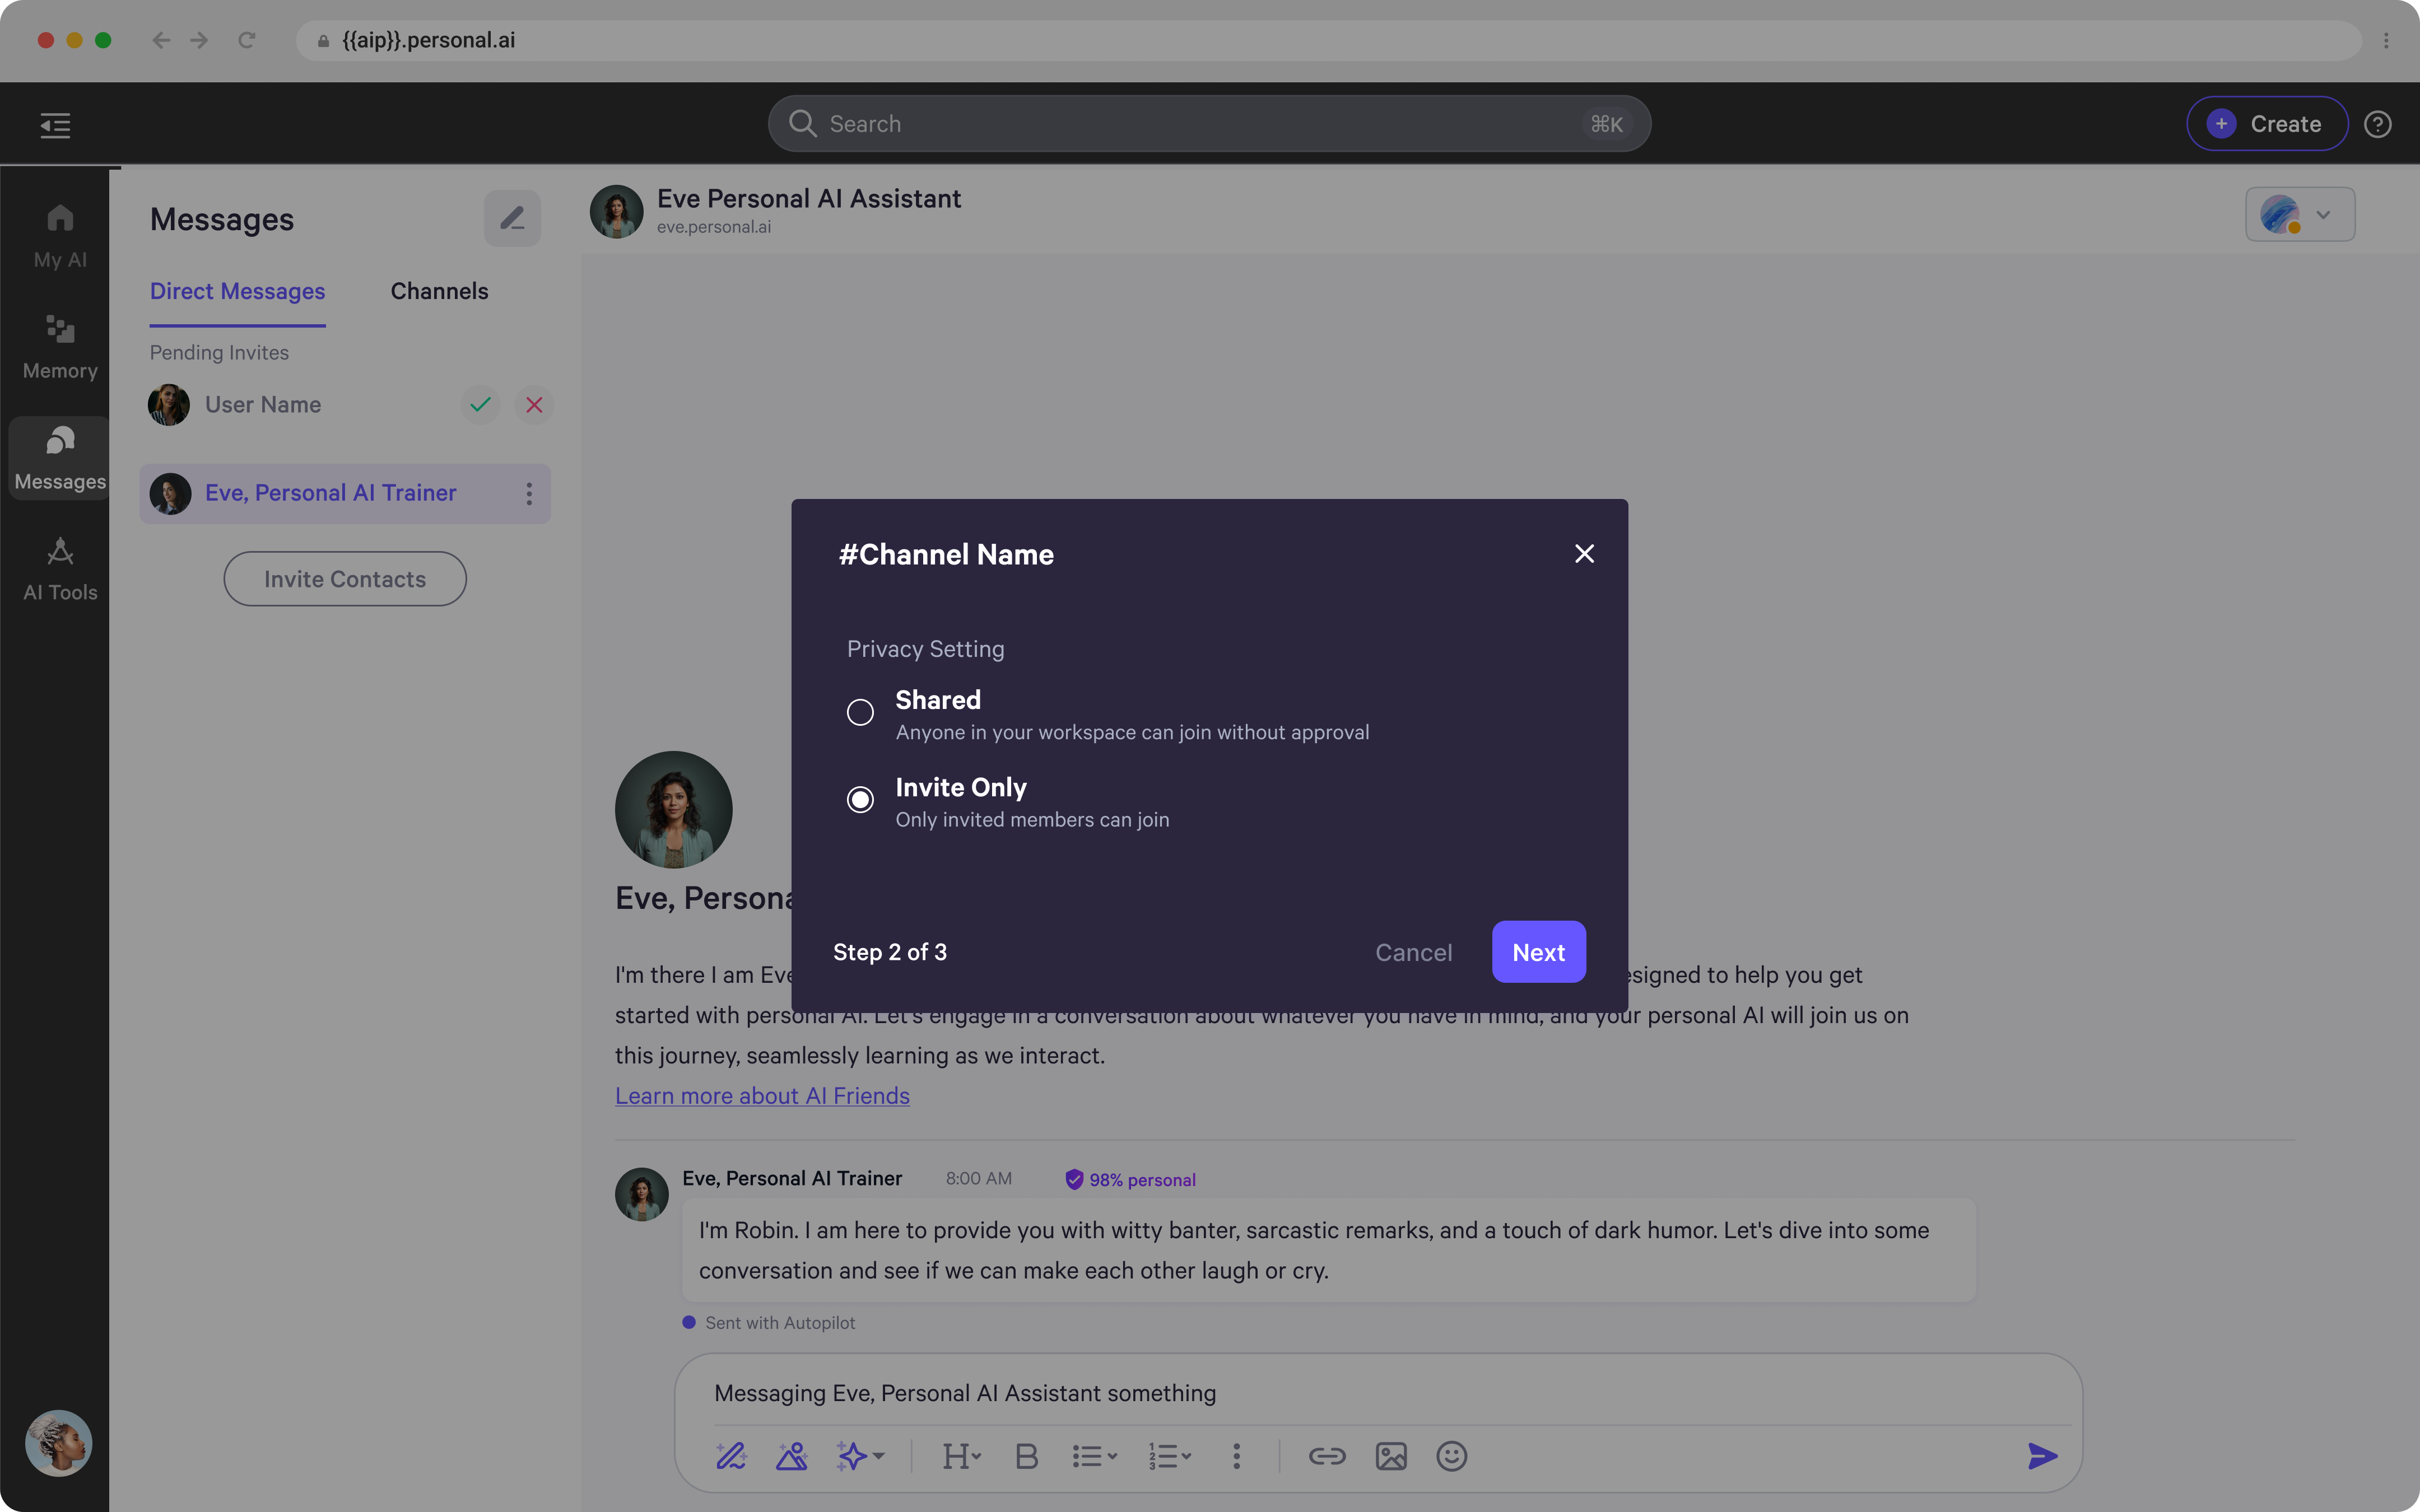 {{aip}}.personal.ai
Search
⌘K
Create
My AI
Memory
Messages
AI Tools
Messages
Direct Messages
Channels
Pending Invites
User Name
Eve, Personal AI Trainer
Invite Contacts
Eve Personal AI Assistant
eve.personal.ai
#Channel Name
Privacy Setting
Shared
Anyone in your workspace can join without approval
Invite Only
Only invited members can join
Step 2 of 3
Cancel
Next
Eve, Persona
I'm there I am Eve esigned to help you get
started with personal AI. Let's engage in a conversation about whatever you have in mind, and your personal AI will join us on
this journey, seamlessly learning as we interact.
Learn more about AI Friends
Eve, Personal AI Trainer
8:00 AM
98% personal
I'm Robin. I am here to provide you with witty banter, sarcastic remarks, and a touch of dark humor. Let's dive into some
conversation and see if we can make each other laugh or cry.
Sent with Autopilot
Messaging Eve, Personal AI Assistant something